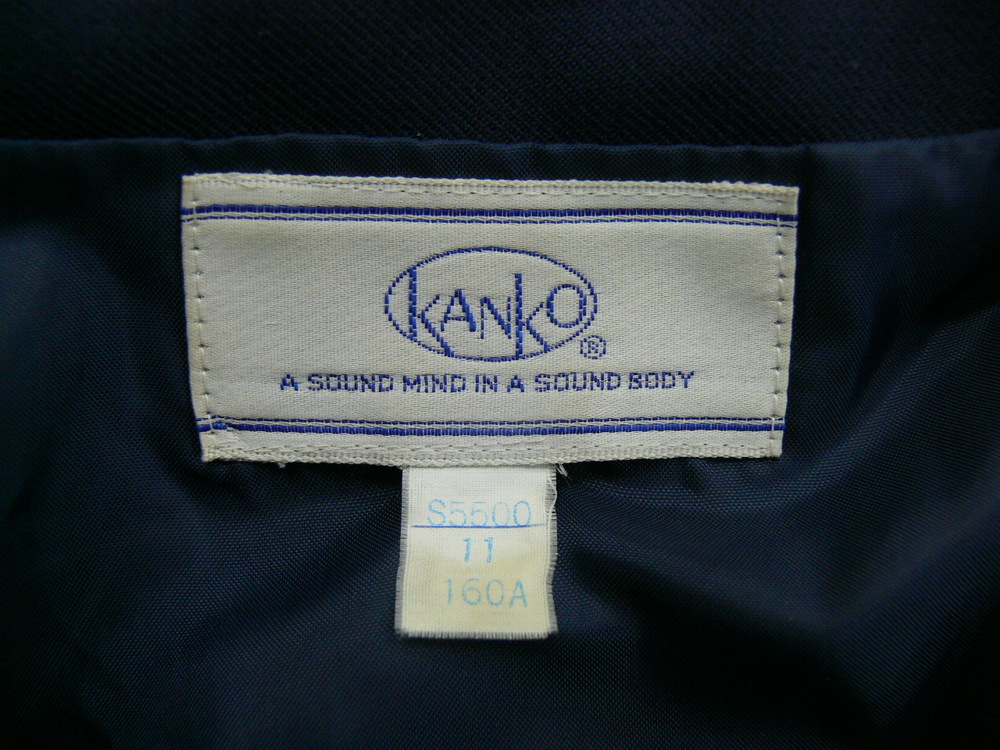 KANKO
®
A SOUND MIND IN A SOUND BODY
S5500
11
160A